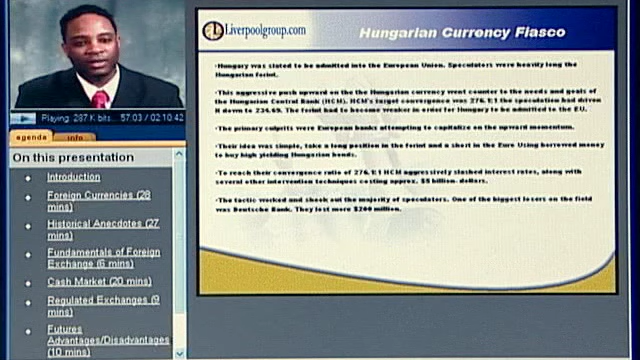 Liverpoolgroup.com
Hungarian Currency Fiasco
·Hungary was slated to be admitted into the European Union. Speculators were heavily long the
Hungarian forint.
·This aggressive push upward on the the Hungarian currency went counter to the needs and goals of
the Hungarian Central Bank (HCM). HCM's target convergence was 276.1:1 the speculation had driven
it down to 234.69. The forint had to become weaker in order for Hungary to be admitted to the EU.
·The primary culprits were European banks attempting to capitalize on the upward momentum.
·Their idea was simple, take a long position in the forint and a short in the Euro Using borrowed money
to buy high yielding Hungarian bonds.
·To reach their convergence ratio of 276.1:1 HCM aggressively slashed interest rates, along with
several other intervention techniques costing approx. $5 billion dollars.
·The tactic worked and shook out the majority of speculators. One of the biggest losers on the field
was Deutsche Bank. They lost more $200 million.
Playing: 287 K bits... 57:03 / 02:10:42
agenda info
On this presentation
Introduction
Foreign Currencies (28
mins)
Historical Anecdotes (27
mins)
Fundamentals of Foreign
Exchange (6 mins)
Cash Market (20 mins)
Regulated Exchanges (9
mins)
Futures
Advantages/Disadvantages
(10 mins)